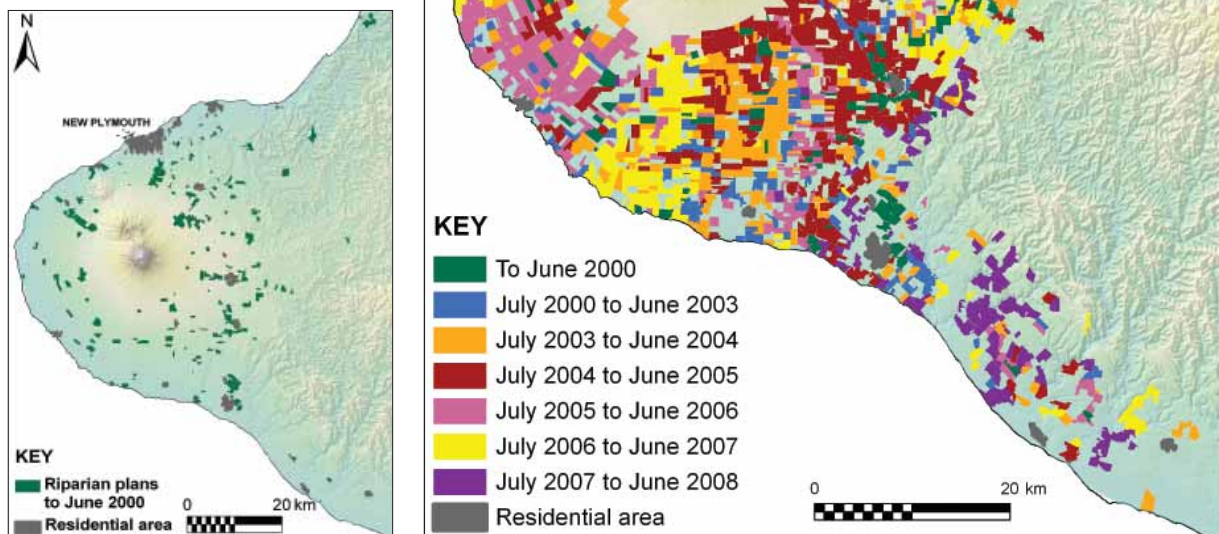 N
NEW PLYMOUTH
KEY
Riparian plans
to June 2000
Residential area
0
20 km
KEY
To June 2000
July 2000 to June 2003
July 2003 to June 2004
July 2004 to June 2005
July 2005 to June 2006
July 2006 to June 2007
July 2007 to June 2008
Residential area
0
20 km